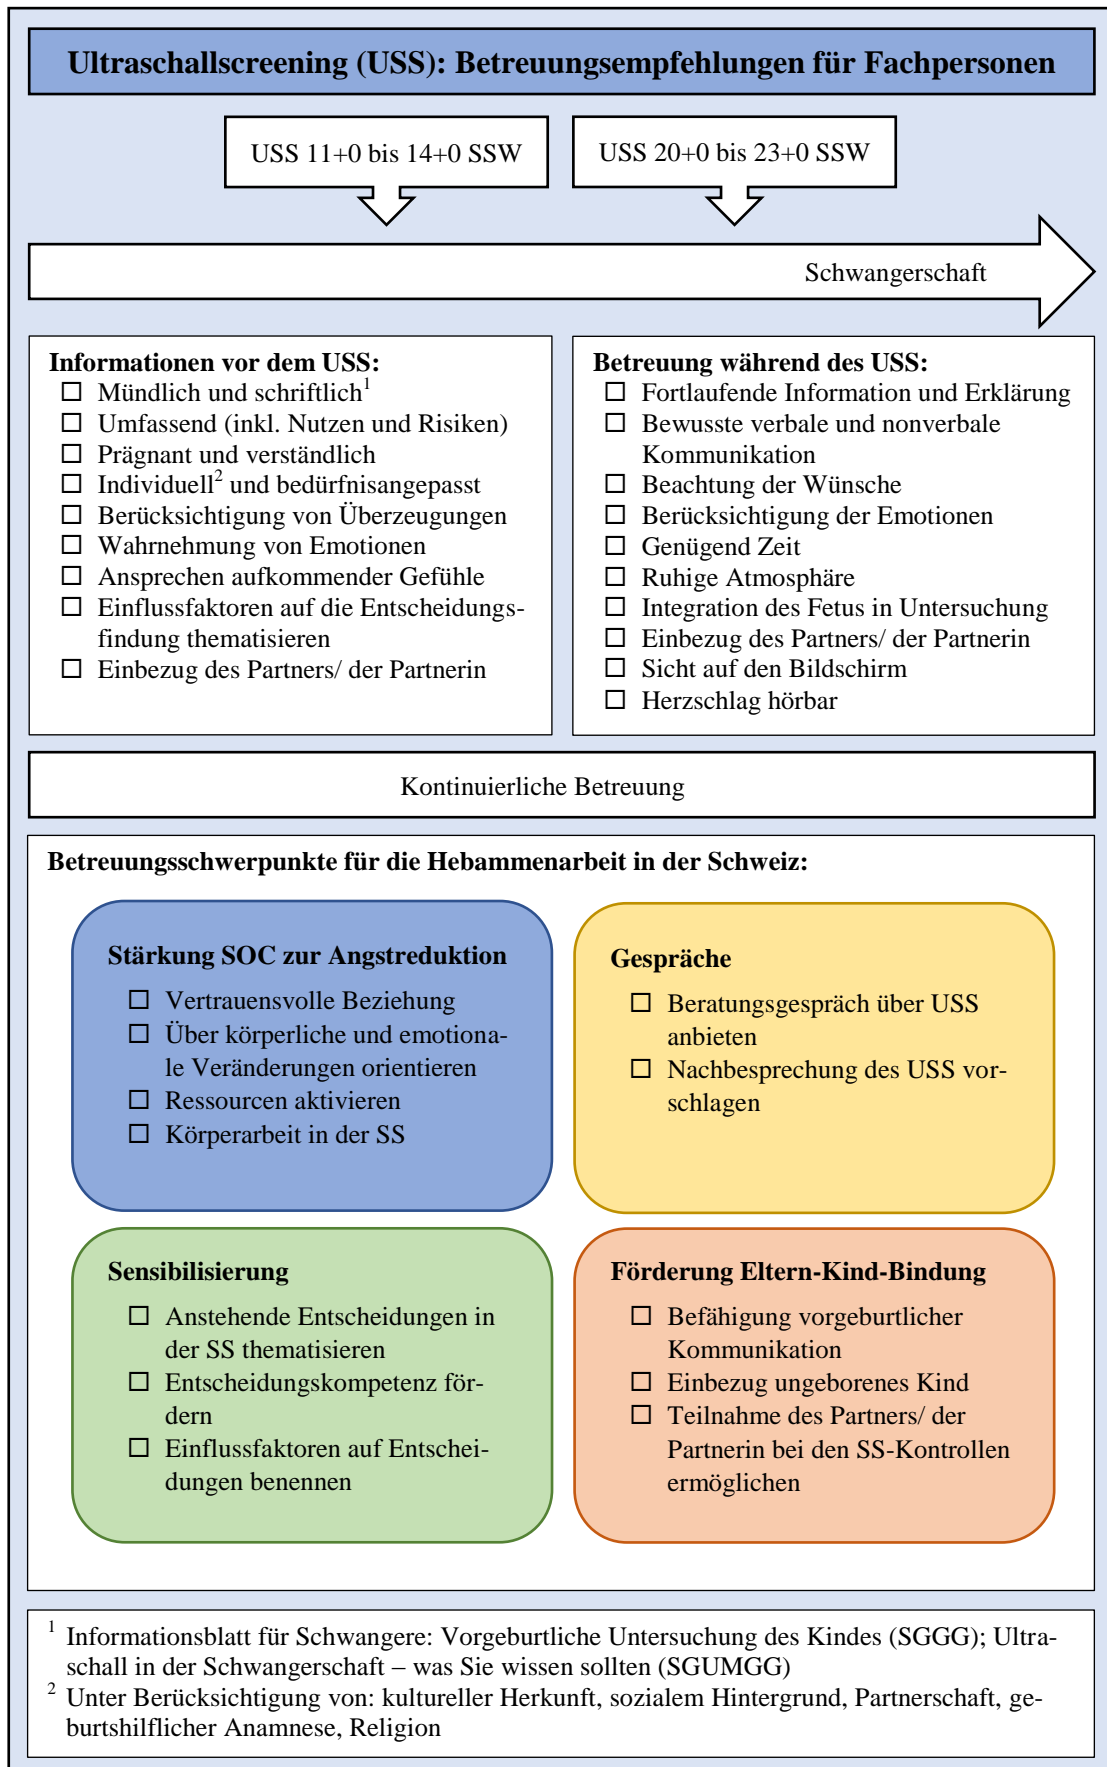 Ultraschallscreening (USS): Betreuungsempfehlungen für Fachpersonen
USS 11+0 bis 14+0 SSW
USS 20+0 bis 23+0 SSW
Schwangerschaft
Informationen vor dem USS:
☐ Mündlich und schriftlich¹
☐ Umfassend (inkl. Nutzen und Risiken)
☐ Prägnant und verständlich
☐ Individuell² und bedürfnisangepasst
☐ Berücksichtigung von Überzeugungen
☐ Wahrnehmung von Emotionen
☐ Ansprechen aufkommender Gefühle
☐ Einflussfaktoren auf die Entscheidungs-
findung thematisieren
☐ Einbezug des Partners/ der Partnerin
Betreuung während des USS:
☐ Fortlaufende Information und Erklärung
☐ Bewusste verbale und nonverbale
Kommunikation
☐ Beachtung der Wünsche
☐ Berücksichtigung der Emotionen
☐ Genügend Zeit
☐ Ruhige Atmosphäre
☐ Integration des Fetus in Untersuchung
☐ Einbezug des Partners/ der Partnerin
☐ Sicht auf den Bildschirm
☐ Herzschlag hörbar
Kontinuierliche Betreuung
Betreuungsschwerpunkte für die Hebammenarbeit in der Schweiz:
Stärkung SOC zur Angstreduktion
☐ Vertrauensvolle Beziehung
☐ Über körperliche und emotiona-
le Veränderungen orientieren
☐ Ressourcen aktivieren
☐ Körperarbeit in der SS
Gespräche
☐ Beratungsgespräch über USS
anbieten
☐ Nachbesprechung des USS vor-
schlagen
Sensibilisierung
☐ Anstehende Entscheidungen in
der SS thematisieren
☐ Entscheidungskompetenz för-
dern
☐ Einflussfaktoren auf Entschei-
dungen benennen
Förderung Eltern-Kind-Bindung
☐ Befähigung vorgeburtlicher
Kommunikation
☐ Einbezug ungeborenes Kind
☐ Teilnahme des Partners/ der
Partnerin bei den SS-Kontrollen
ermöglichen
¹ Informationsblatt für Schwangere: Vorgeburtliche Untersuchung des Kindes (SGGG); Ultra-
schall in der Schwangerschaft – was Sie wissen sollten (SGUMGG)
² Unter Berücksichtigung von: kultureller Herkunft, sozialem Hintergrund, Partnerschaft, ge-
burtshilflicher Anamnese, Religion